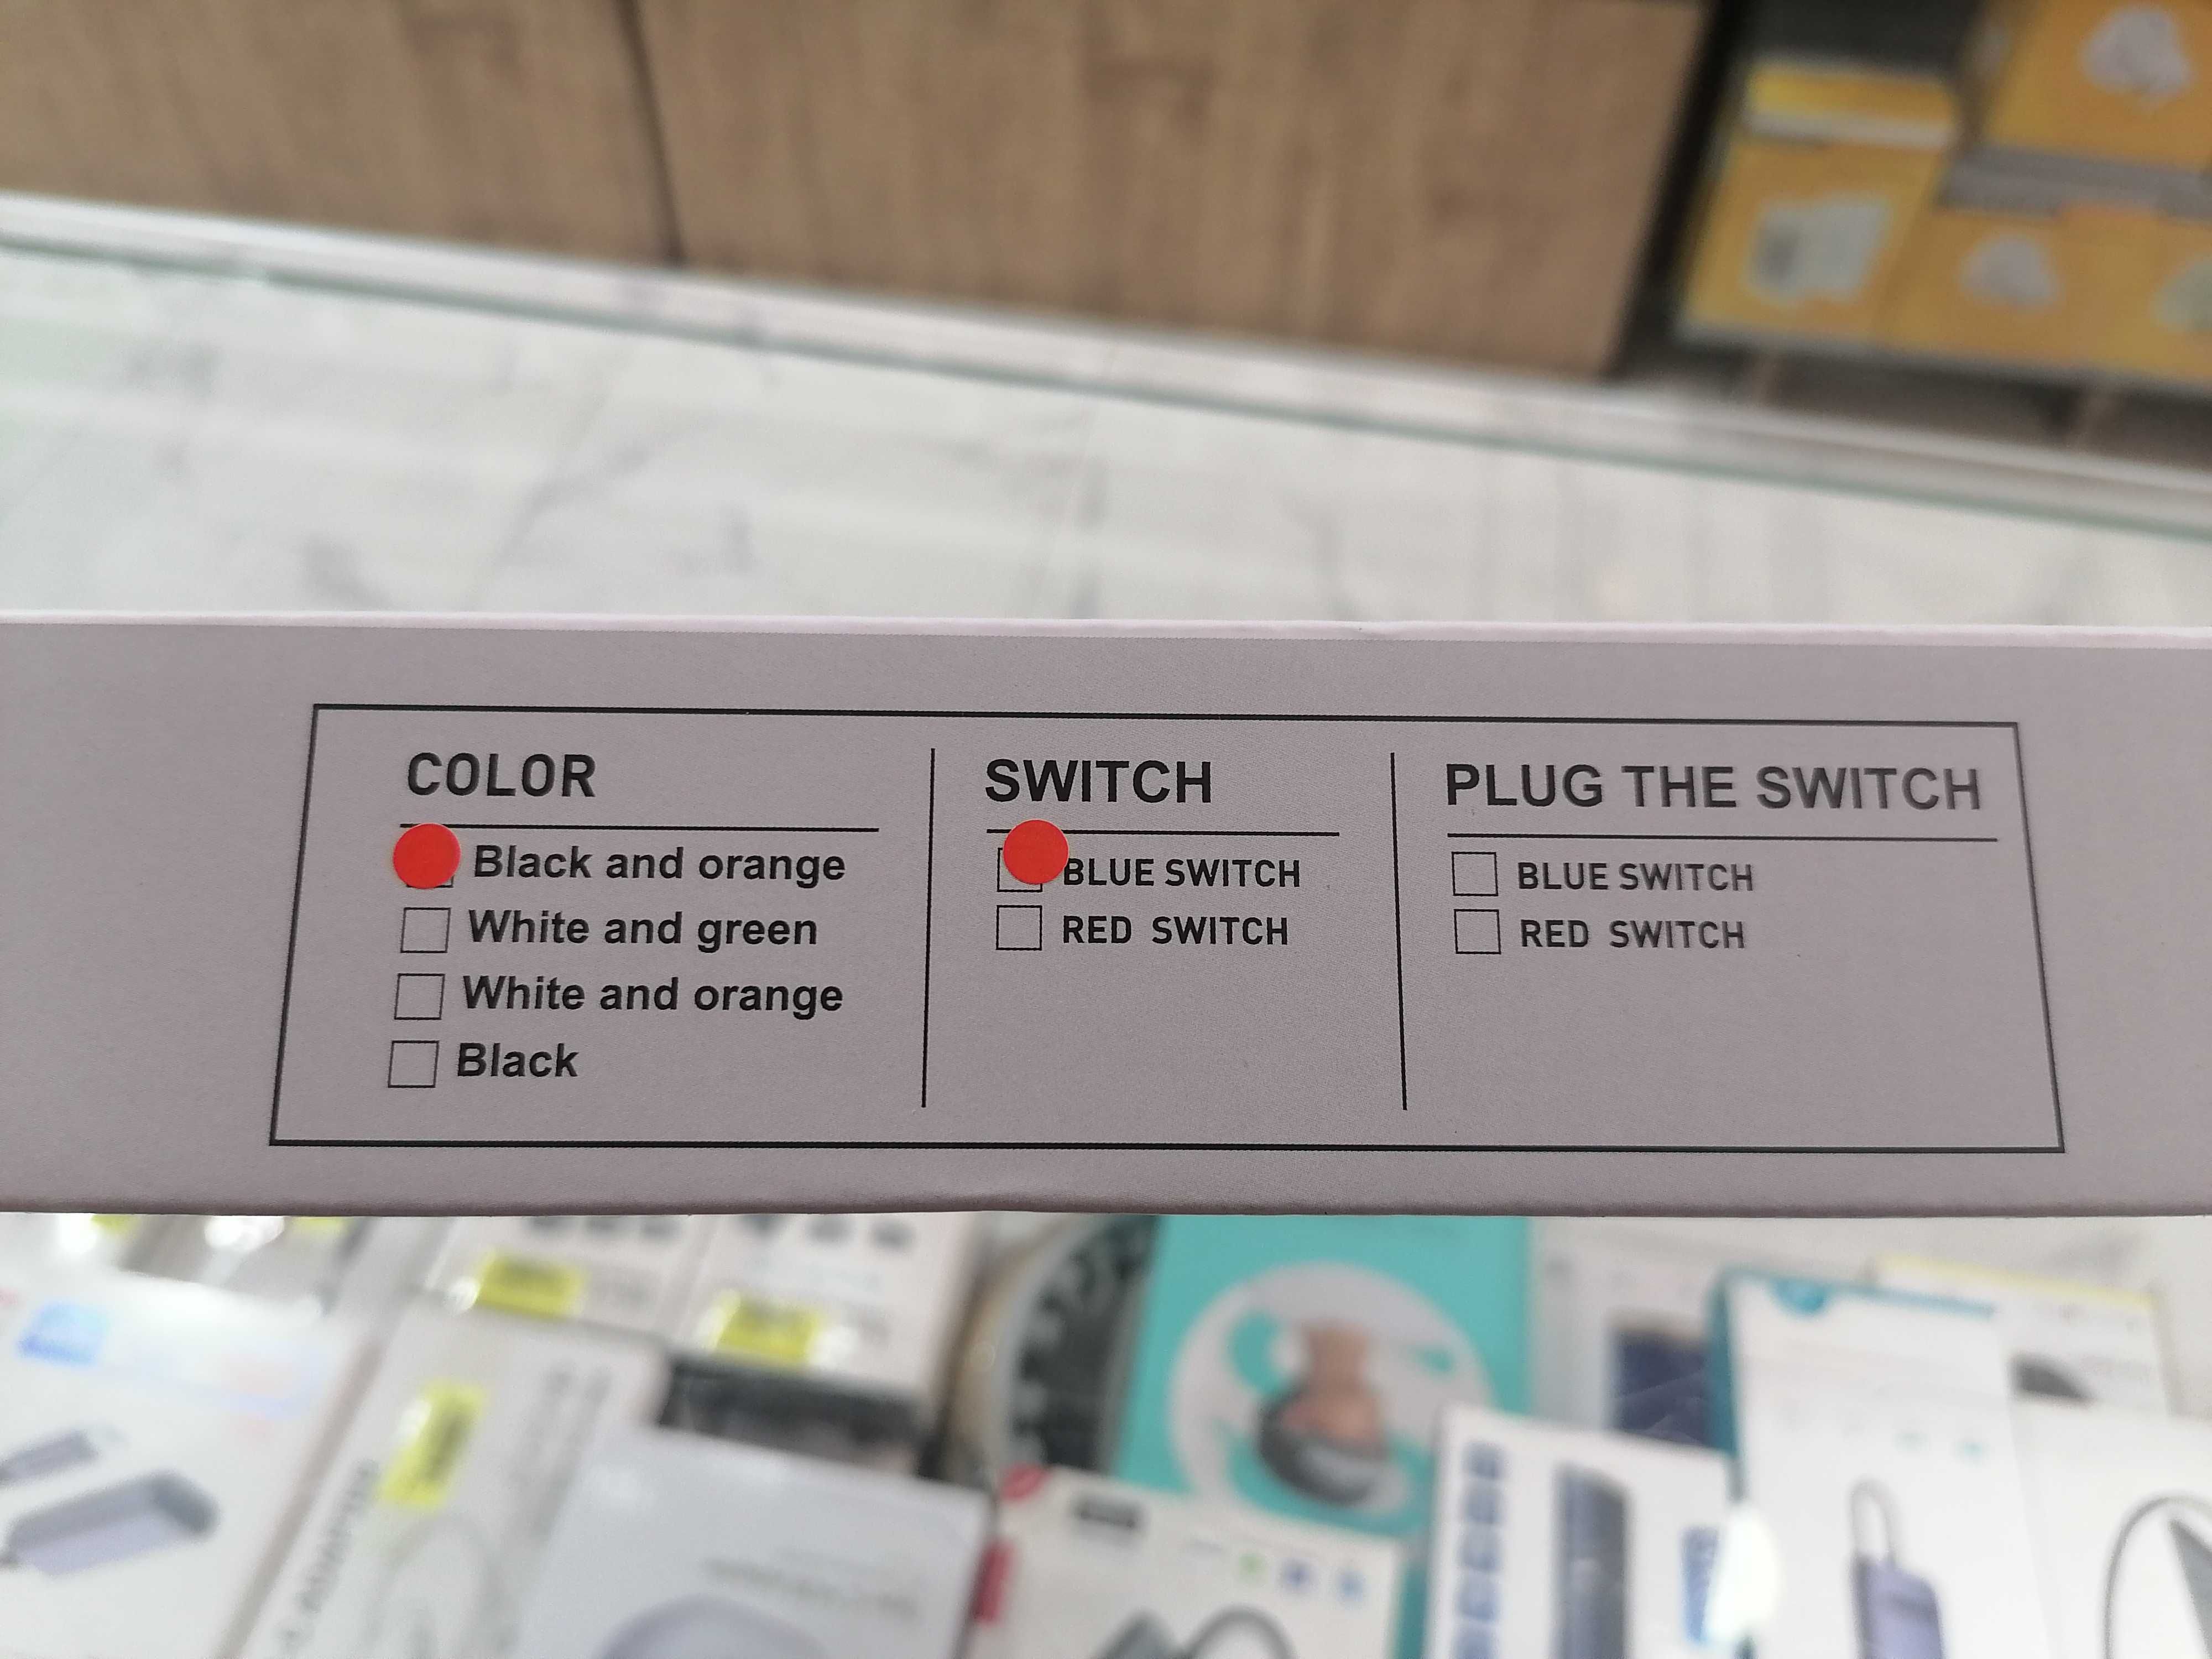 COLOR
Black and orange
White and green
White and orange
Black
SWITCH
BLUE SWITCH
RED SWITCH
PLUG THE SWITCH
BLUE SWITCH
RED SWITCH
ADAPTER